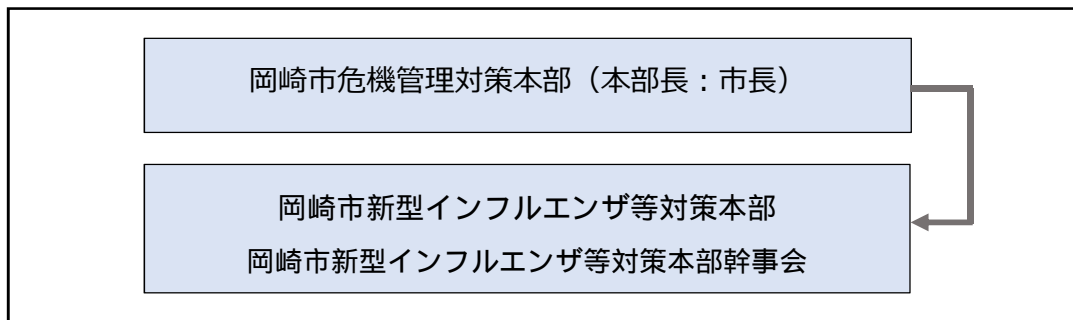 岡崎市危機管理対策本部（本部長：市長）
岡崎市新型インフルエンザ等対策本部
岡崎市新型インフルエンザ等対策本部幹事会